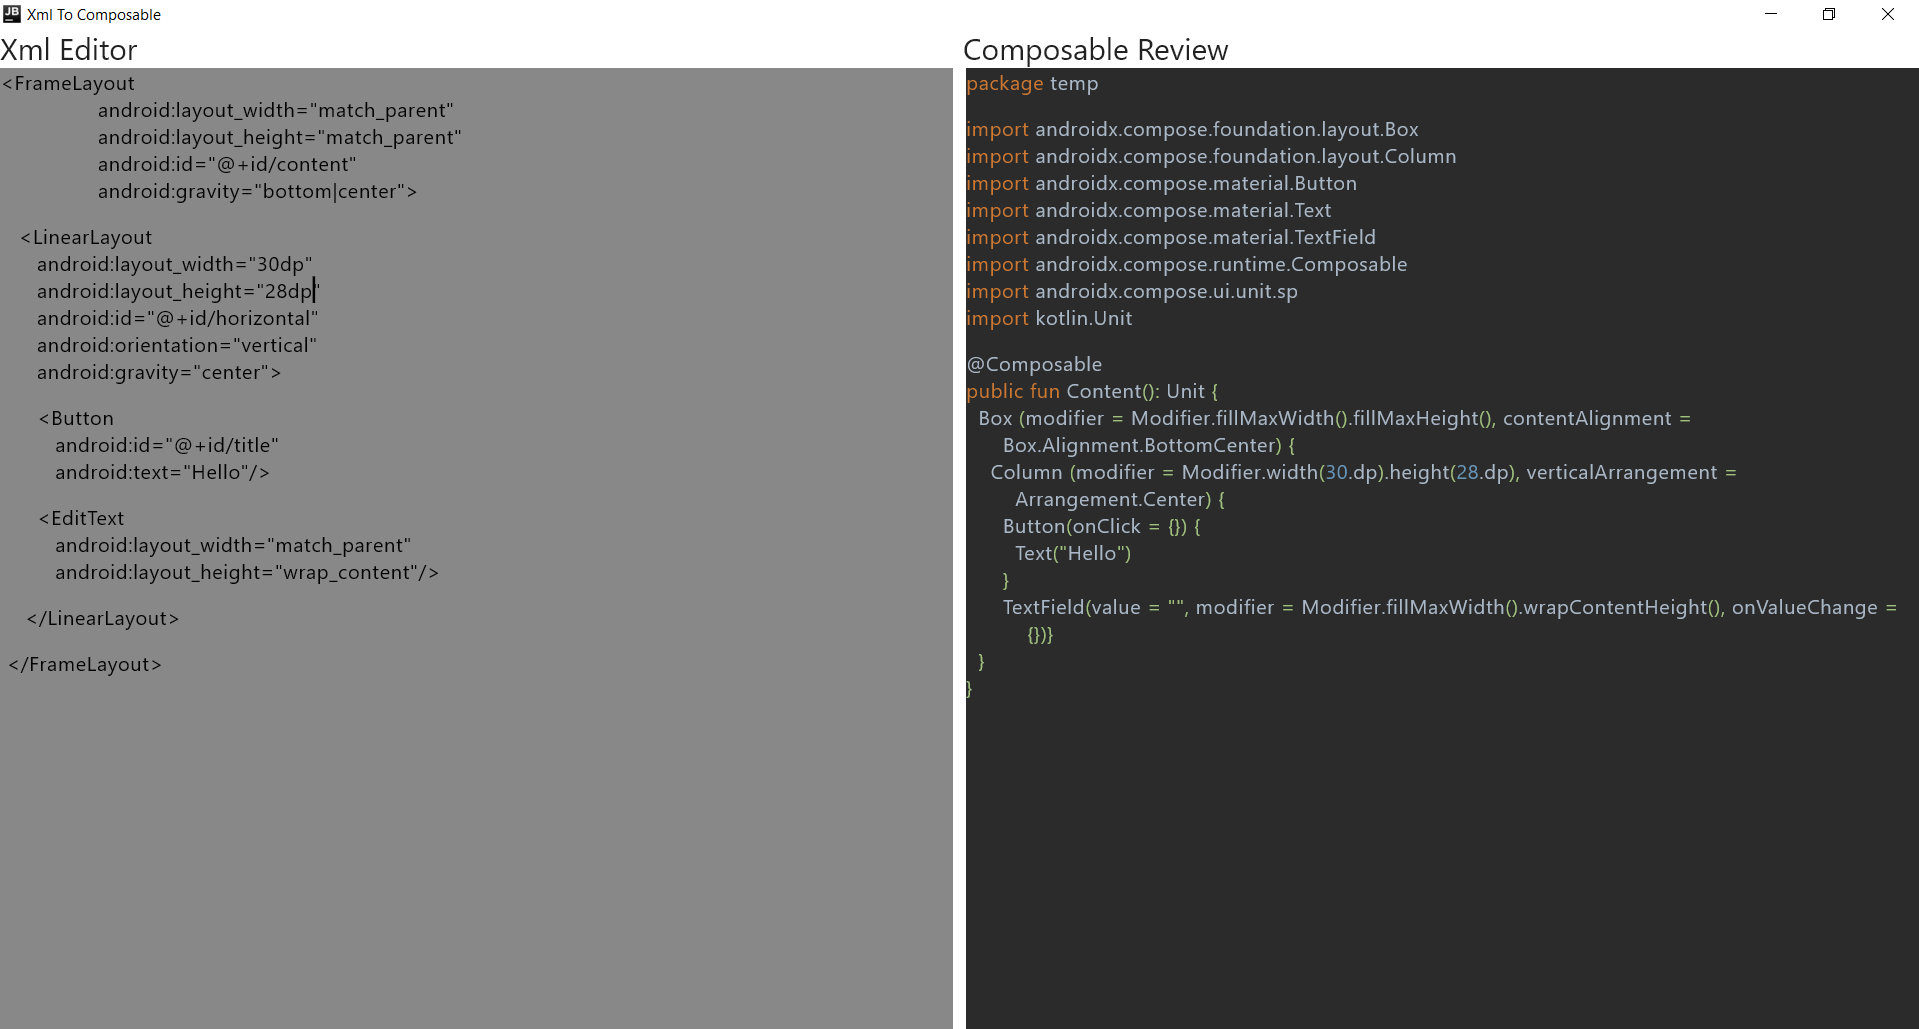 JB Xml To Composable
Xml Editor
<FrameLayout
android:layout_width="match_parent"
android:layout_height="match_parent"
android:id="@+id/content"
android:gravity="bottom|center">
<LinearLayout
android:layout_width="30dp"
android:layout_height="28dp"
android:id="@+id/horizontal"
android:orientation="vertical"
android:gravity="center">
<Button
android:id="@+id/title"
android:text="Hello"/>
<EditText
android:layout_width="match_parent"
android:layout_height="wrap_content"/>
</LinearLayout>
</FrameLayout>
Composable Review
package temp
import androidx.compose.foundation.layout.Box
import androidx.compose.foundation.layout.Column
import androidx.compose.material.Button
import androidx.compose.material.Text
import androidx.compose.material.TextField
import androidx.compose.runtime.Composable
import androidx.compose.ui.unit.sp
import kotlin.Unit
@Composable
public fun Content(): Unit {
Box (modifier = Modifier.fillMaxWidth().fillMaxHeight(), contentAlignment =
Box.Alignment.BottomCenter) {
Column (modifier = Modifier.width(30.dp).height(28.dp), verticalArrangement =
Arrangement.Center) {
Button(onClick = {}) {
Text("Hello")
}
TextField(value = "", modifier = Modifier.fillMaxWidth().wrapContentHeight(), onValueChange =
{})}
}
}